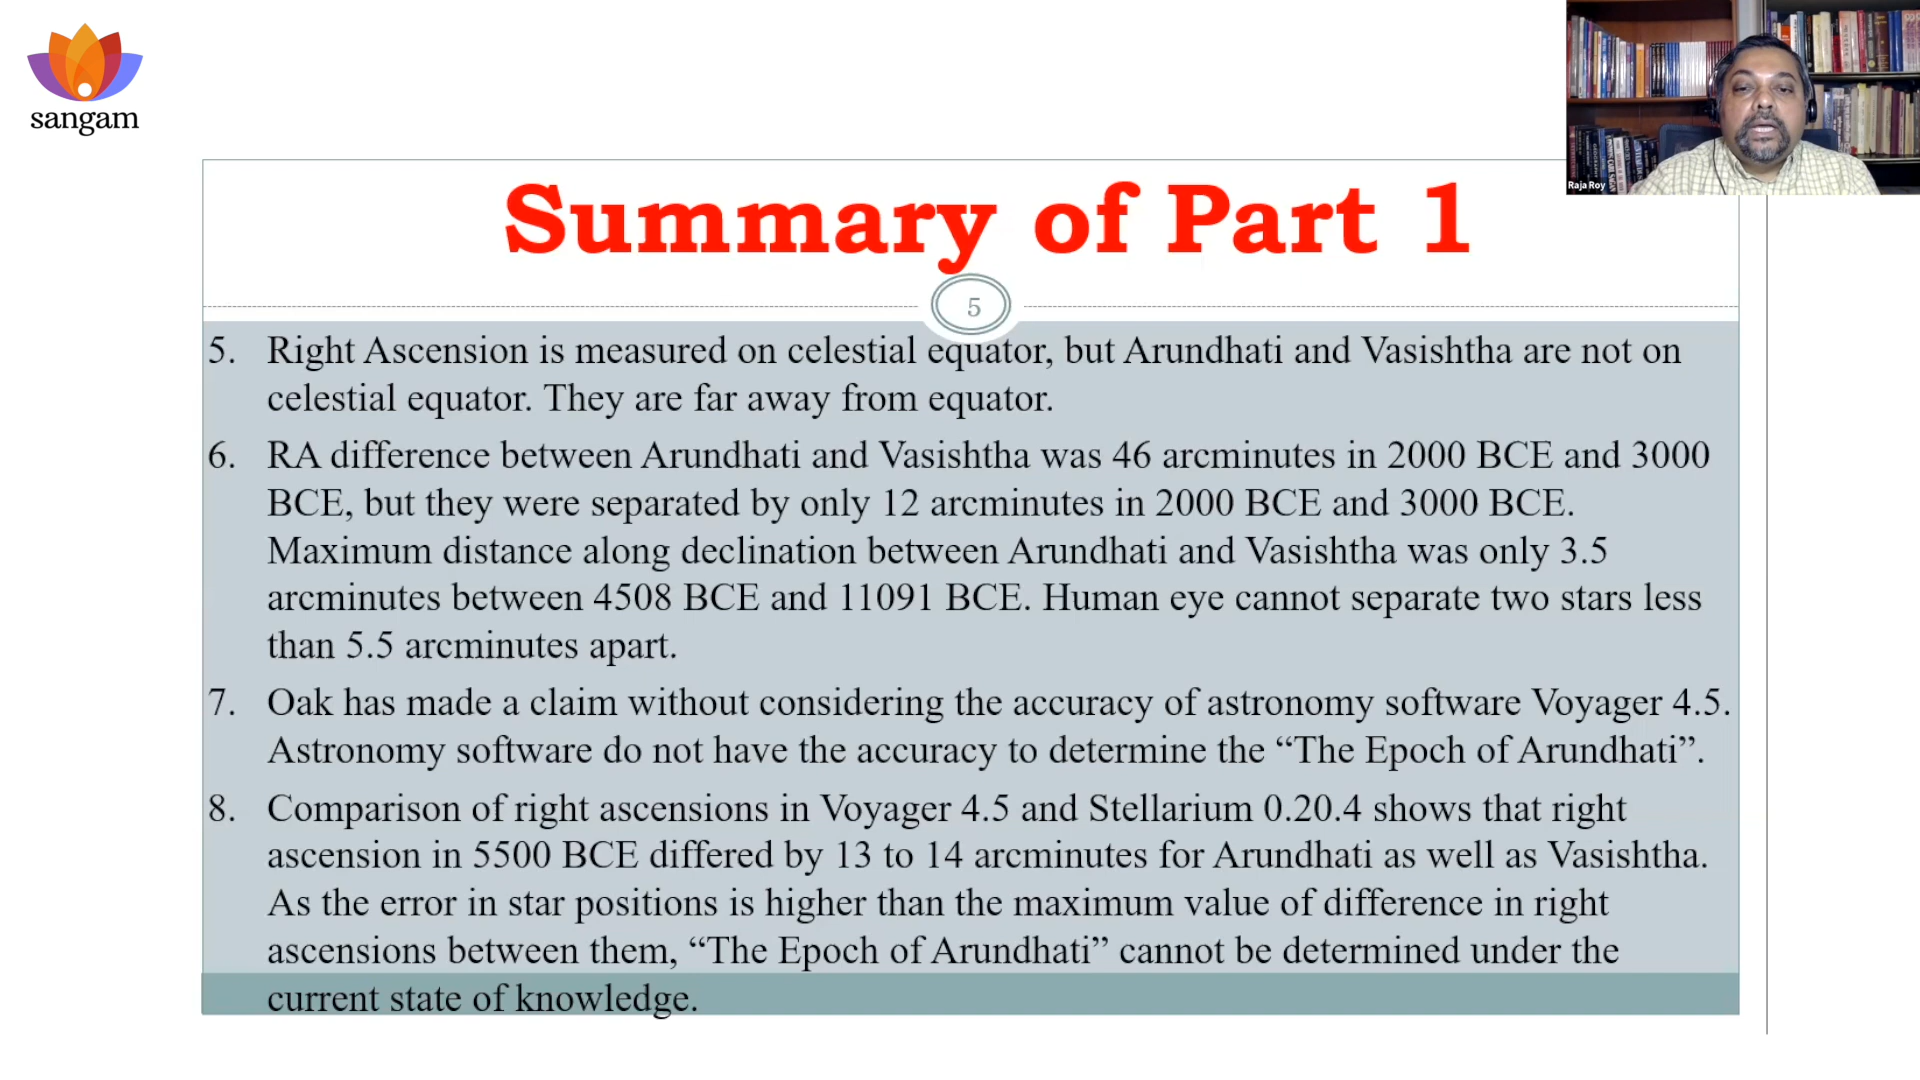 sangam
Raja Roy
Summary of Part 1
5
5. Right Ascension is measured on celestial equator, but Arundhati and Vasishtha are not on
celestial equator. They are far away from equator.
6. RA difference between Arundhati and Vasishtha was 46 arcminutes in 2000 BCE and 3000
BCE, but they were separated by only 12 arcminutes in 2000 BCE and 3000 BCE.
Maximum distance along declination between Arundhati and Vasishtha was only 3.5
arcminutes between 4508 BCE and 11091 BCE. Human eye cannot separate two stars less
than 5.5 arcminutes apart.
7. Oak has made a claim without considering the accuracy of astronomy software Voyager 4.5.
Astronomy software do not have the accuracy to determine the “The Epoch of Arundhati”.
8. Comparison of right ascensions in Voyager 4.5 and Stellarium 0.20.4 shows that right
ascension in 5500 BCE differed by 13 to 14 arcminutes for Arundhati as well as Vasishtha.
As the error in star positions is higher than the maximum value of difference in right
ascensions between them, “The Epoch of Arundhati” cannot be determined under the
current state of knowledge.